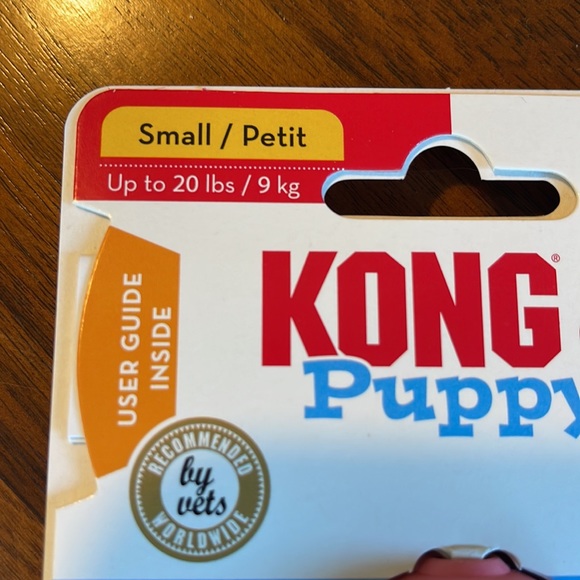 Small / Petit
Up to 20 lbs / 9 kg
KONG®
Puppy
USER GUIDE
INSIDE
RECOMMENDED
by
vets
WORLDWIDE